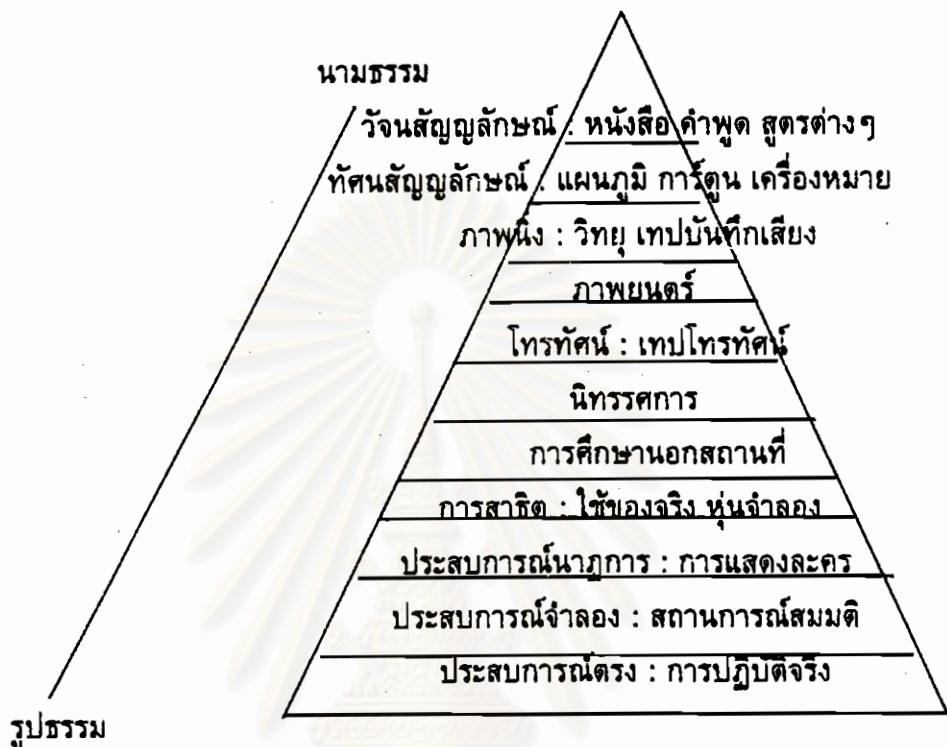 นามธรรม
วัจนสัญญลักษณ์ : หนังสือ คำพูด สูตรต่างๆ
ทัศนสัญญลักษณ์ : แผนภูมิ การ์ตูน เครื่องหมาย
ภาพนิ่ง : วิทยุ เทปบันทึกเสียง
ภาพยนตร์
โทรทัศน์ : เทปโทรทัศน์
นิทรรศการ
การศึกษานอกสถานที่
การสาธิต : ใช้ของจริง หุ่นจำลอง
ประสบการณ์นาฏการ : การแสดงละคร
ประสบการณ์จำลอง : สถานการณ์สมมติ
ประสบการณ์ตรง : การปฏิบัติจริง
รูปธรรม